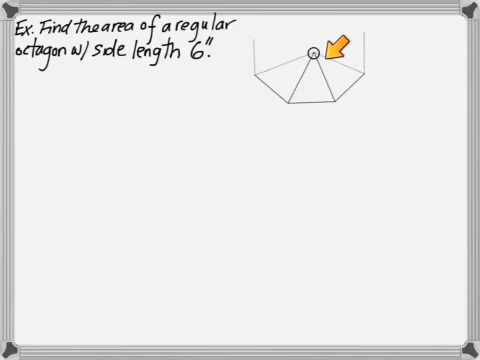 Ex. Find the area of a regular
octagon w/ side length 6".